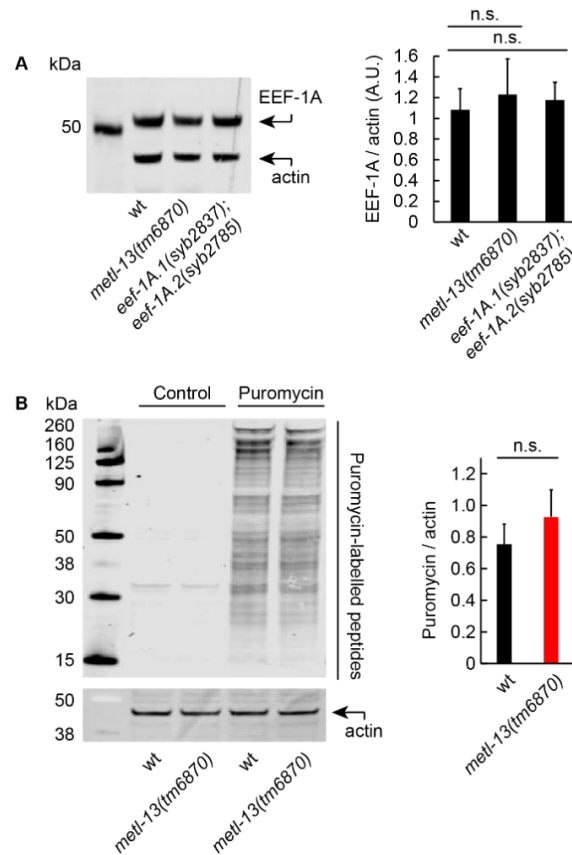 A
kDa
EEF-1A
50
actin
wt
metl-13(tm6870)
eef-1A.1(syb2837);
eef-1A.2(syb2785)
n.s.
n.s.
EEF-1A / actin (A.U.)
1.6
1.4
1.2
1
0.8
0.6
0.4
0.2
0
wt
metl-13(tm6870)
eef-1A.1(syb2837);
eef-1A.2(syb2785)
B
kDa
Control
Puromycin
260
160
125
90
50
38
30
15
Puromycin-labelled peptides
50
38
actin
wt
metl-13(tm6870)
wt
metl-13(tm6870)
n.s.
Puromycin / actin
1.2
1
0.8
0.6
0.4
0.2
0
wt
metl-13(tm6870)